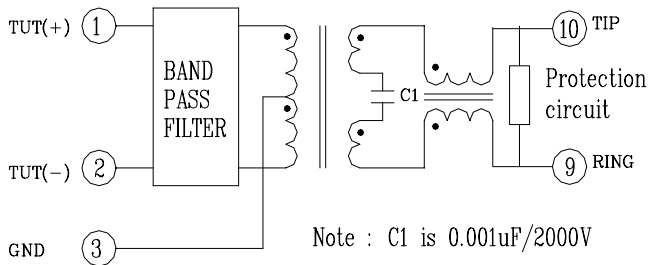 TUT(+) 1
BAND
PASS
FILTER
TUT(-) 2
GND 3
C1
10 TIP
Protection
circuit
9 RING
Note : C1 is 0.001uF/2000V